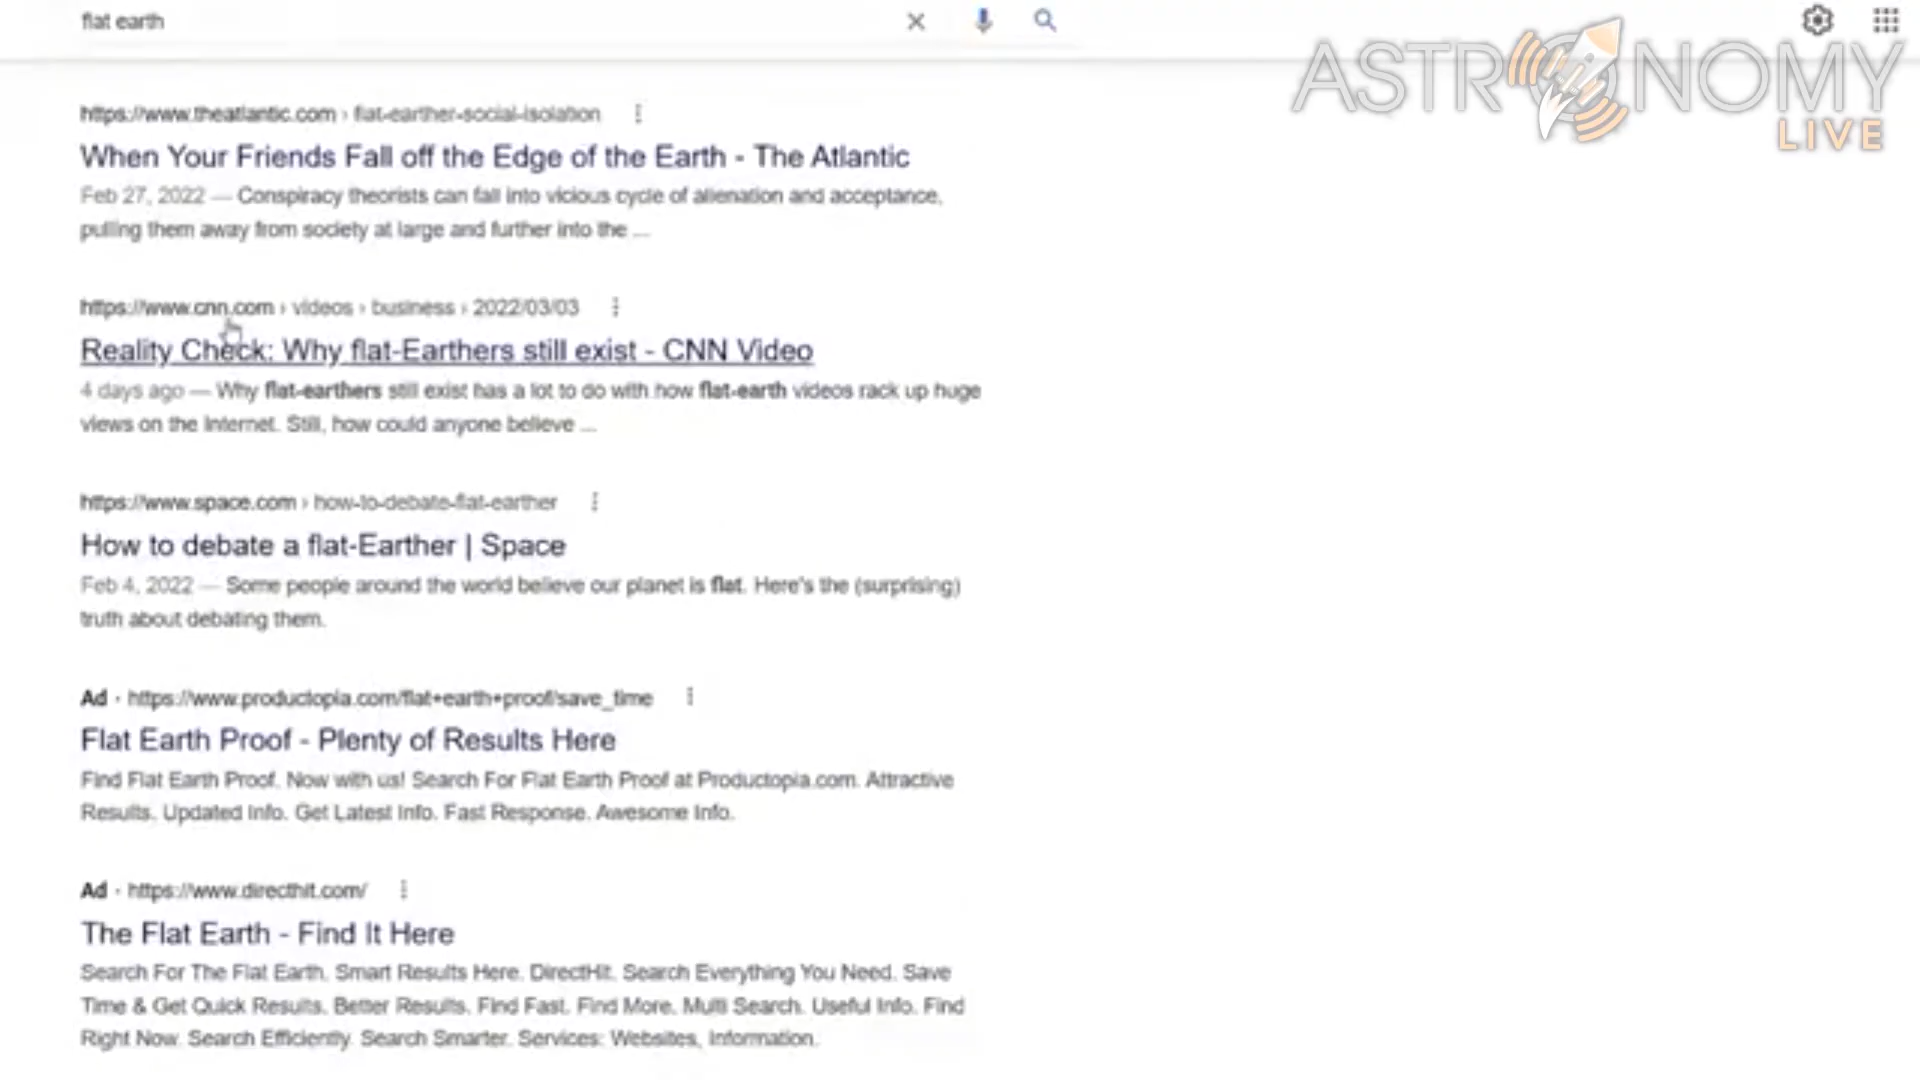 flat earth
ASTRONOMY
LIVE
https://www.theatlantic.com › flat-earther-social-isolation
When Your Friends Fall off the Edge of the Earth - The Atlantic
Feb 27, 2022 — Conspiracy theorists can fall into vicious cycle of alienation and acceptance,
pulling them away from society at large and further into the ...
https://www.cnn.com › videos › business › 2022/03/03
Reality Check: Why flat-Earthers still exist - CNN Video
4 days ago — Why flat-earthers still exist has a lot to do with how flat-earth videos rack up huge
views on the Internet. Still, how could anyone believe ...
https://www.space.com › how-to-debate-flat-earther
How to debate a flat-Earther | Space
Feb 4, 2022 — Some people around the world believe our planet is flat. Here's the (surprising)
truth about debating them.
Ad · https://www.productopia.com/flat+earth+proof/save_time
Flat Earth Proof - Plenty of Results Here
Find Flat Earth Proof. Now with us! Search For Flat Earth Proof at Productopia.com. Attractive
Results. Updated Info. Get Latest Info. Fast Response. Awesome Info.
Ad · https://www.directhit.com/
The Flat Earth - Find It Here
Search For The Flat Earth. Smart Results Here. DirectHit. Search Everything You Need. Save
Time & Get Quick Results. Better Results. Find Fast. Find More. Multi Search. Useful Info. Find
Right Now. Search Efficiently. Search Smarter. Services: Websites, Information.